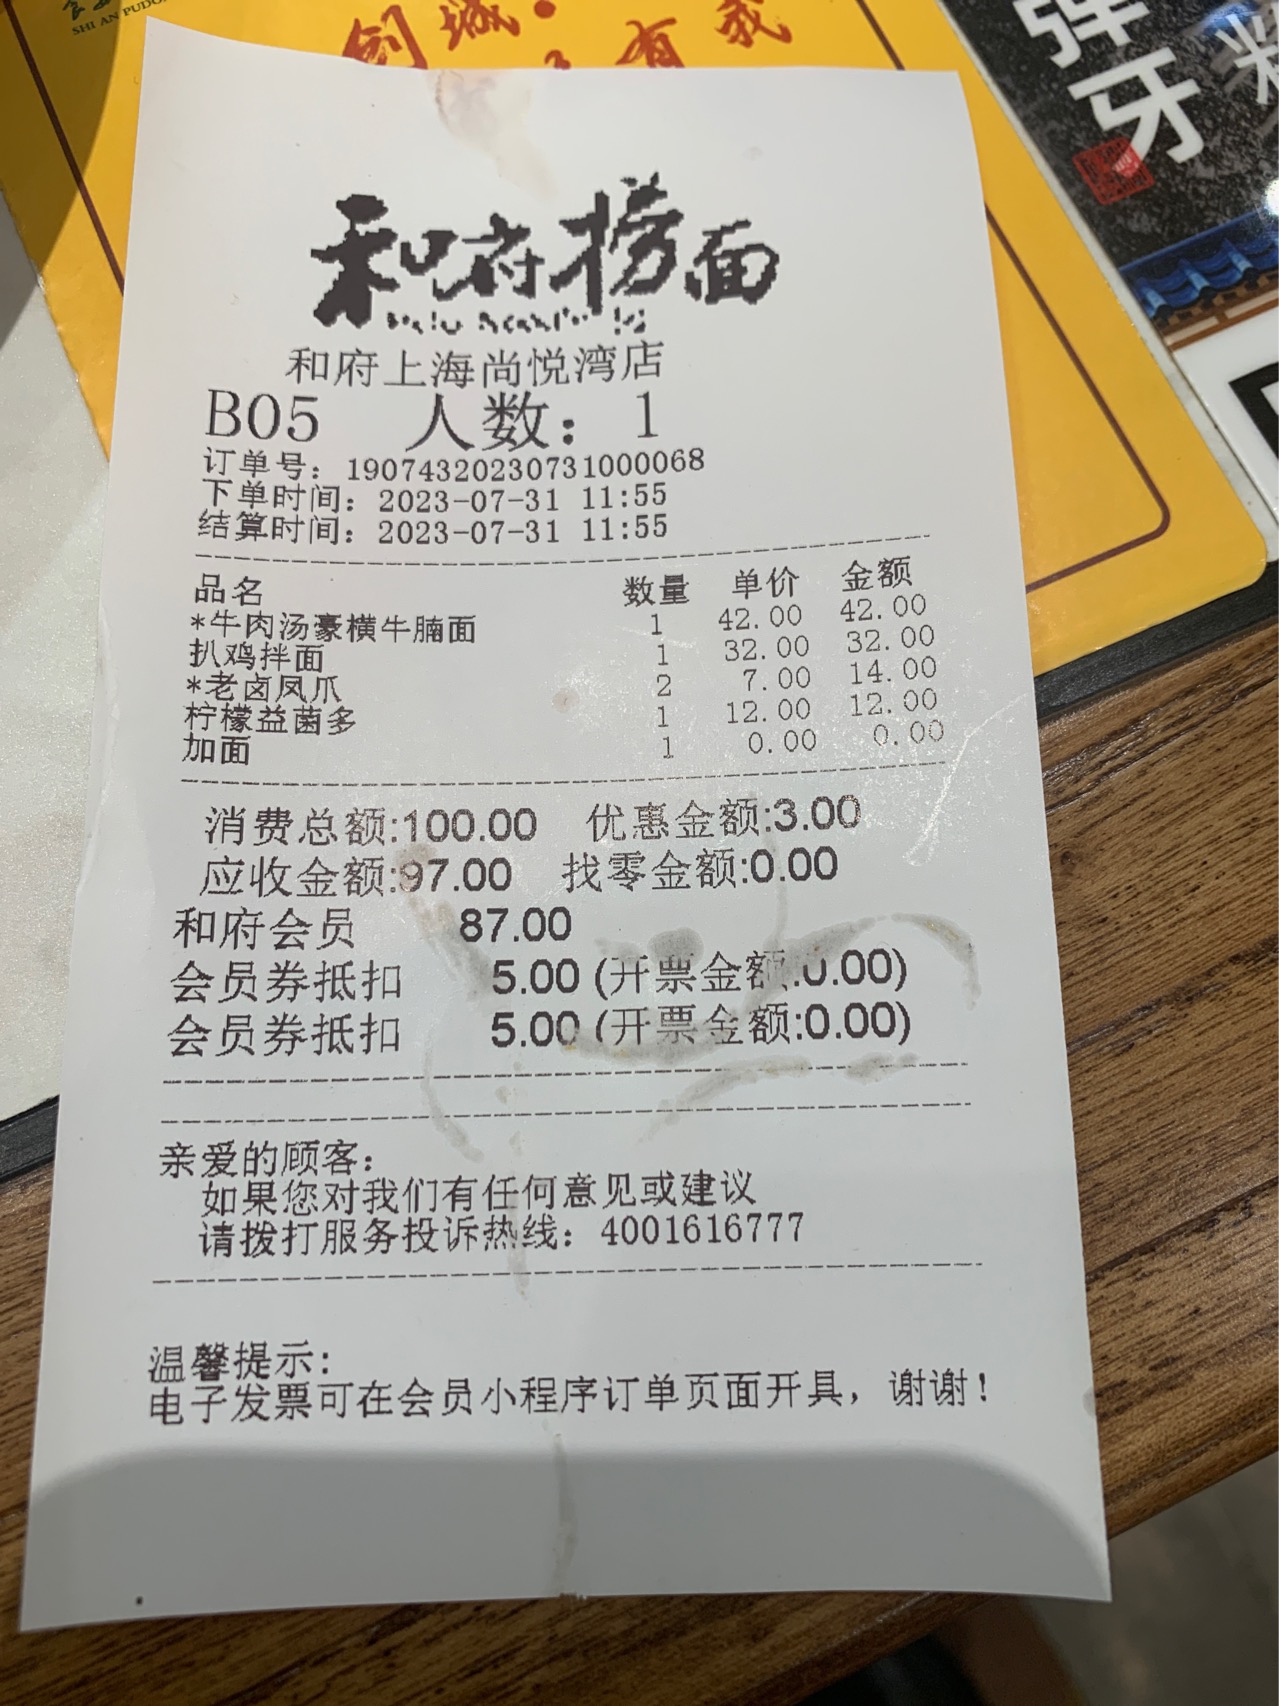 SHI AN PUDO
创城
有我
弹牙
和府捞面
和府上海尚悦湾店
B05 人数： 1
订单号：19074320230731000068
下单时间：2023-07-31 11:55
结算时间：2023-07-31 11:55
品名 数量 单价 金额
*牛肉汤豪横牛腩面 1 42.00 42.00
扒鸡拌面 1 32.00 32.00
*老卤凤爪 2 7.00 14.00
柠檬益菌多 1 12.00 12.00
加面 1 0.00 0.00
消费总额:100.00 优惠金额:3.00
应收金额:97.00 找零金额:0.00
和府会员 87.00
会员券抵扣 5.00 (开票金额:0.00)
会员券抵扣 5.00 (开票金额:0.00)
亲爱的顾客：
如果您对我们有任何意见或建议
请拨打服务投诉热线：4001616777
温馨提示:
电子发票可在会员小程序订单页面开具，谢谢！